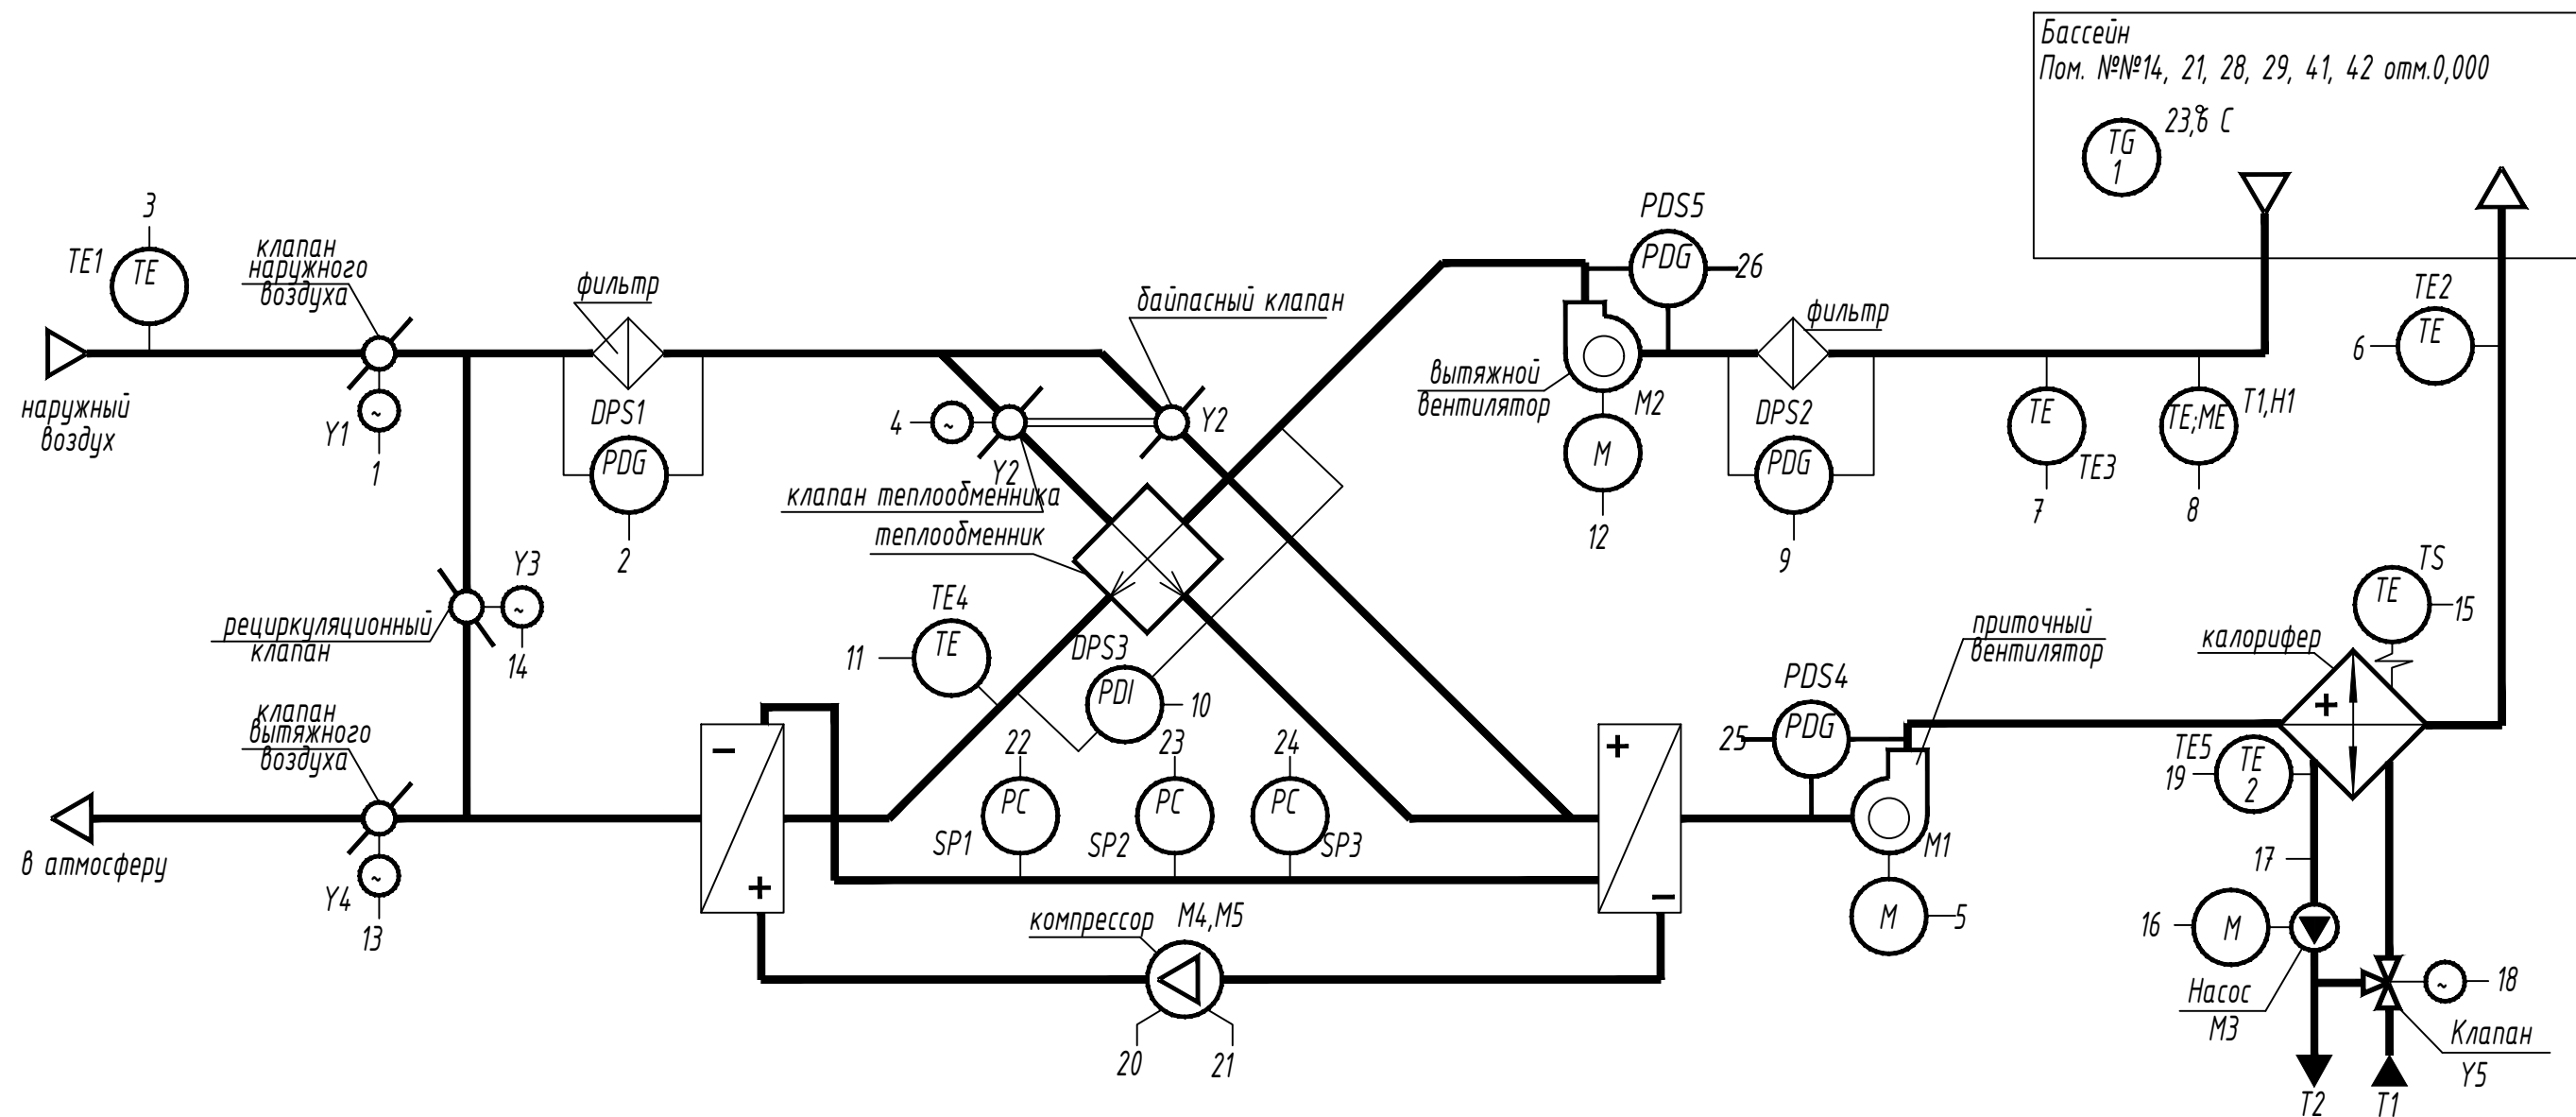 Бассейн
Пом. №№14, 21, 28, 29, 41, 42 отм.0,000
TG
1
3
TE1
TE
клапан
наружного
воздуха
наружный
воздух
Y1
1
фильтр
DPS1
PDG
2
4
Y2
байпасный клапан
Y2
клапан теплообменника
теплообменник
PDS5
PDG
26
вытяжной
вентилятор
M2
M
12
фильтр
DPS2
PDG
9
TE
TE3
7
TE;ME
T1,H1
8
TE2
TE
6
Y3
14
рециркуляционный
клапан
клапан
вытяжного
воздуха
в атмосферу
Y4
13
TE4
TE
11
DPS3
PDI
10
−
+
22
PC
SP1
23
PC
SP2
24
PC
SP3
+
−
компрессор
M4,M5
20
21
PDS4
PDG
25
приточный
вентилятор
M1
M
5
TS
TE
15
калорифер
+
TE5
19
TE
2
17
16
M
Насос
M3
18
Клапан
Y5
T2
T1